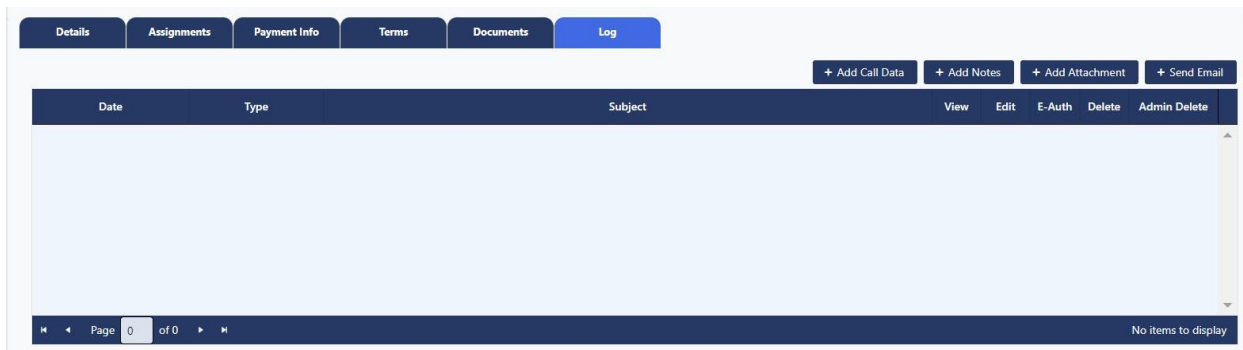 Details Assignments Payment Info Terms Documents Log
+ Add Call Data + Add Notes + Add Attachment + Send Email
Date Type Subject View Edit E-Auth Delete Admin Delete
Page 0 of 0 No items to display